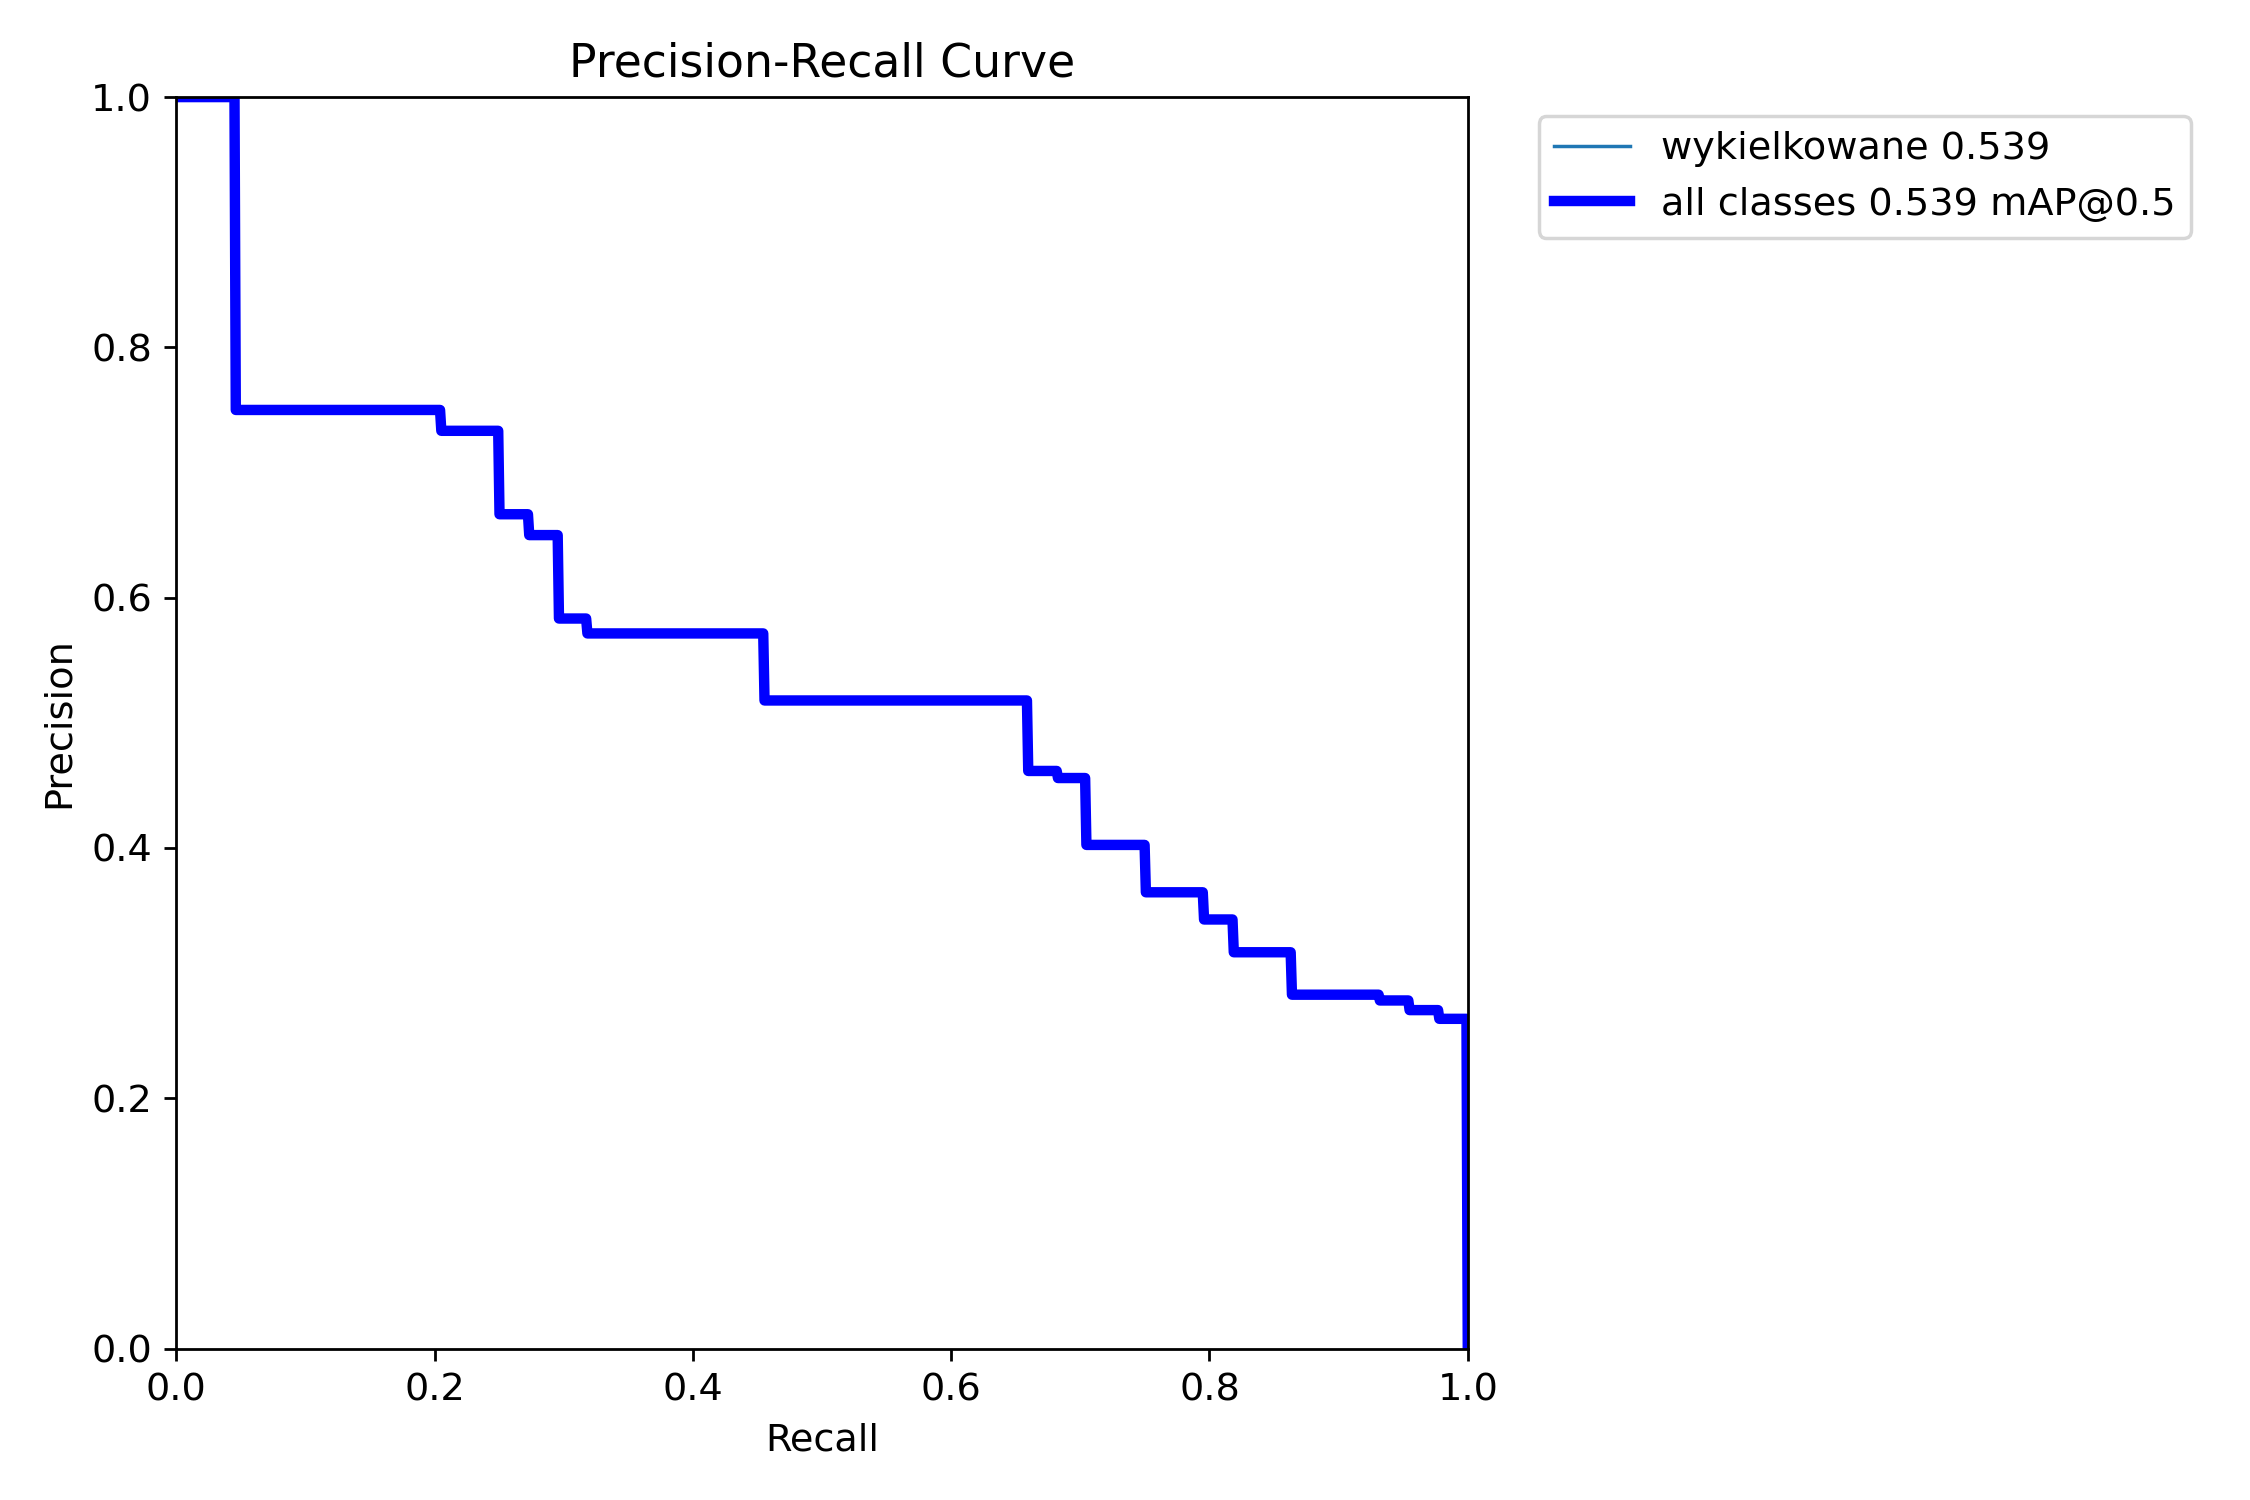 Precision-Recall Curve
wykielkowane 0.539
all classes 0.539 mAP@0.5
1.0
0.8
0.6
0.4
0.2
0.0
Precision
0.0 0.2 0.4 0.6 0.8 1.0
Recall